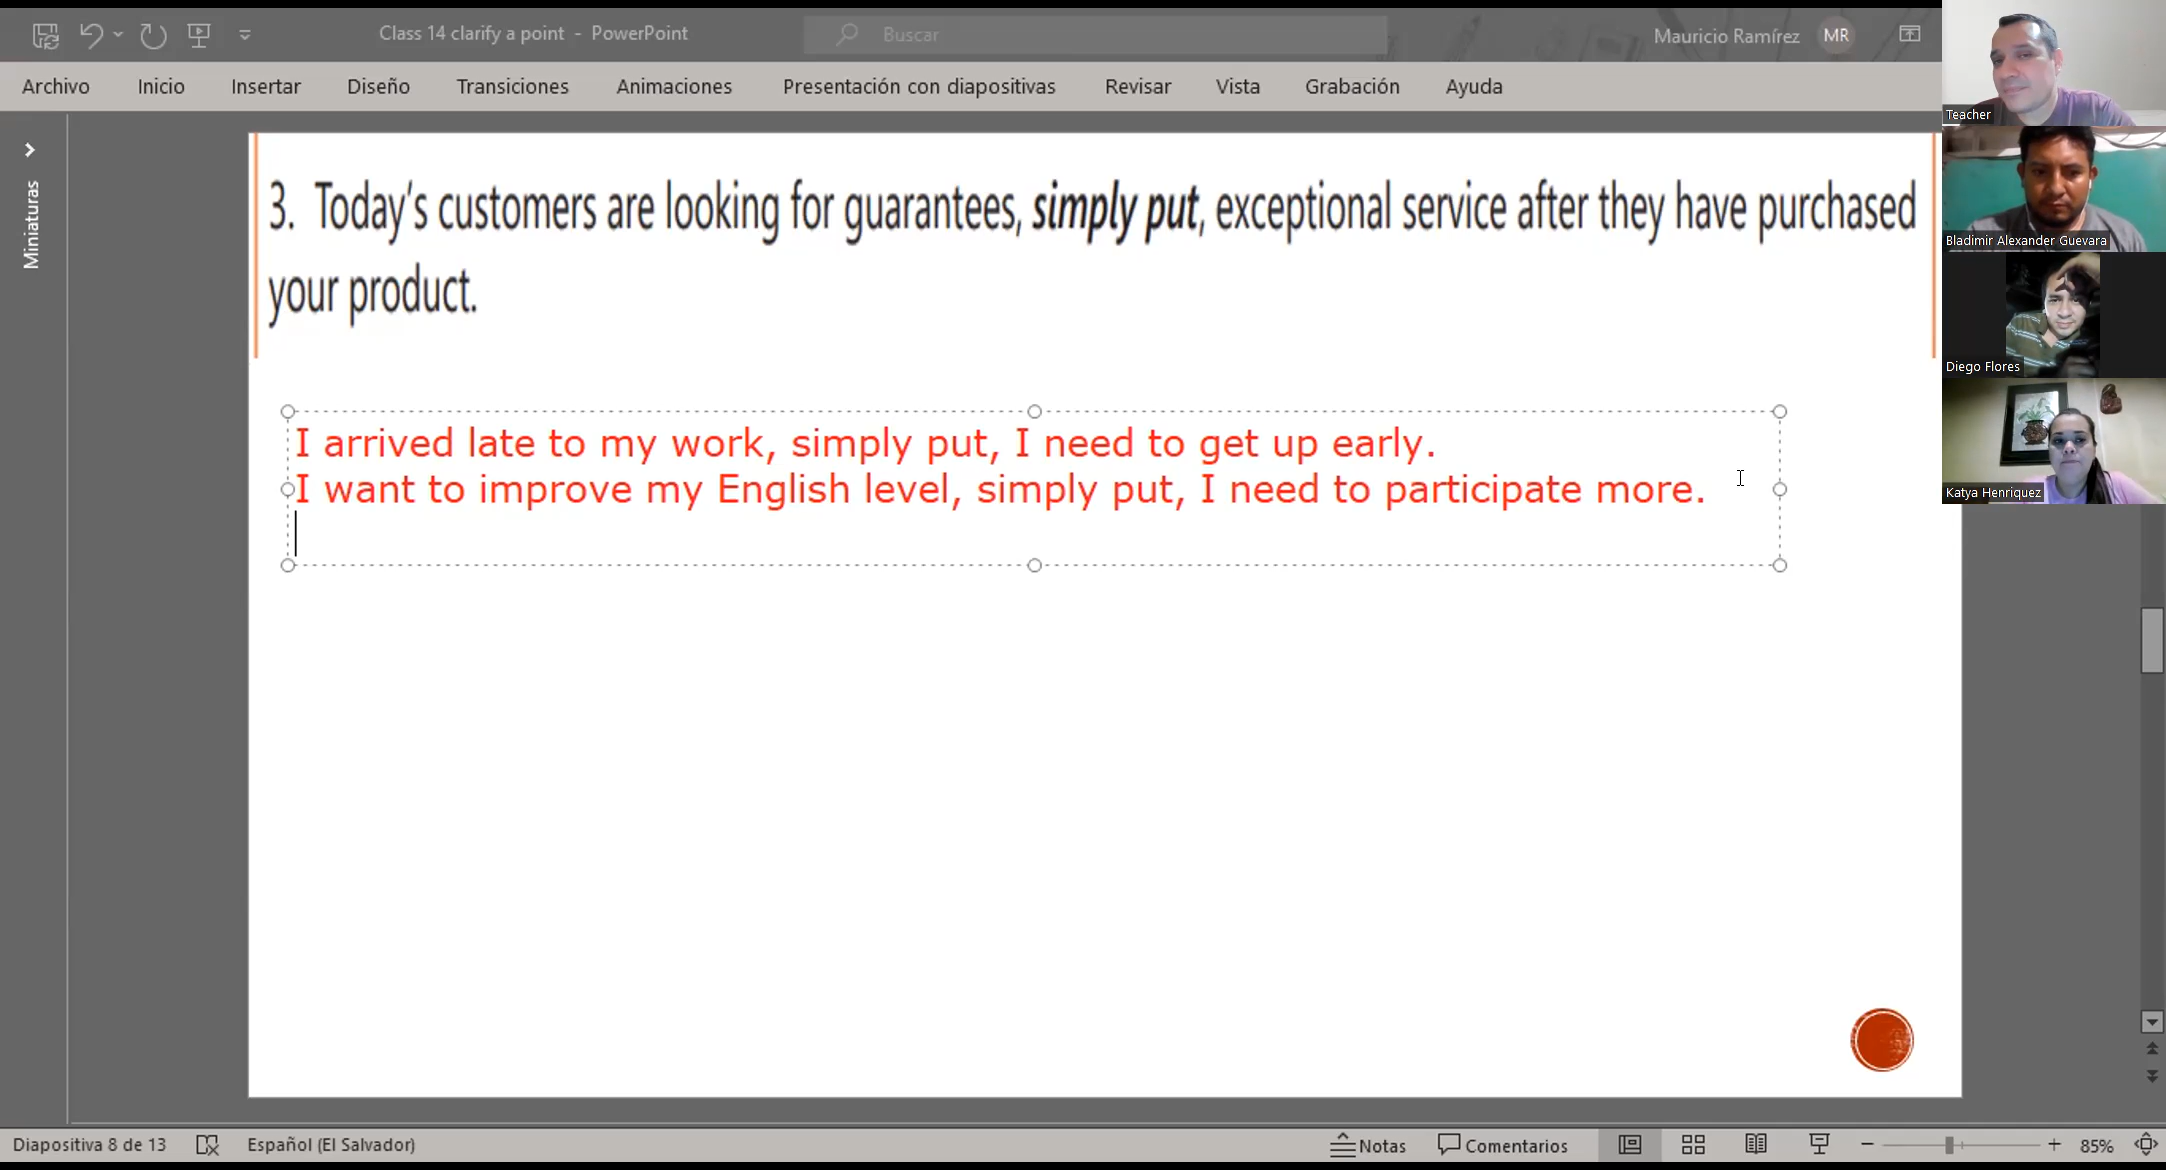 Class 14 clarify a point - PowerPoint
Buscar
Mauricio Ramírez MR
Archivo Inicio Insertar Diseño Transiciones Animaciones Presentación con diapositivas Revisar Vista Grabación Ayuda
Teacher
Bladimir Alexander Guevara
Diego Flores
Katya Henriquez
Miniaturas
3. Today's customers are looking for guarantees, simply put, exceptional service after they have purchased
your product.
I arrived late to my work, simply put, I need to get up early.
I want to improve my English level, simply put, I need to participate more.
Diapositiva 8 de 13 Español (El Salvador) Notas Comentarios 85%